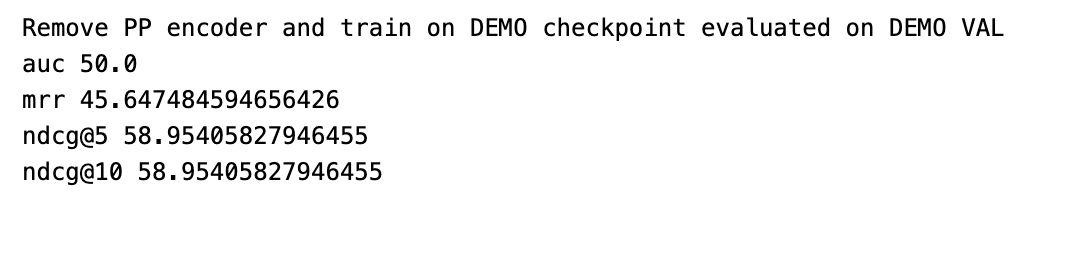 Remove PP encoder and train on DEMO checkpoint evaluated on DEMO VAL
auc 50.0
mrr 45.647484594656426
ndcg@5 58.95405827946455
ndcg@10 58.95405827946455